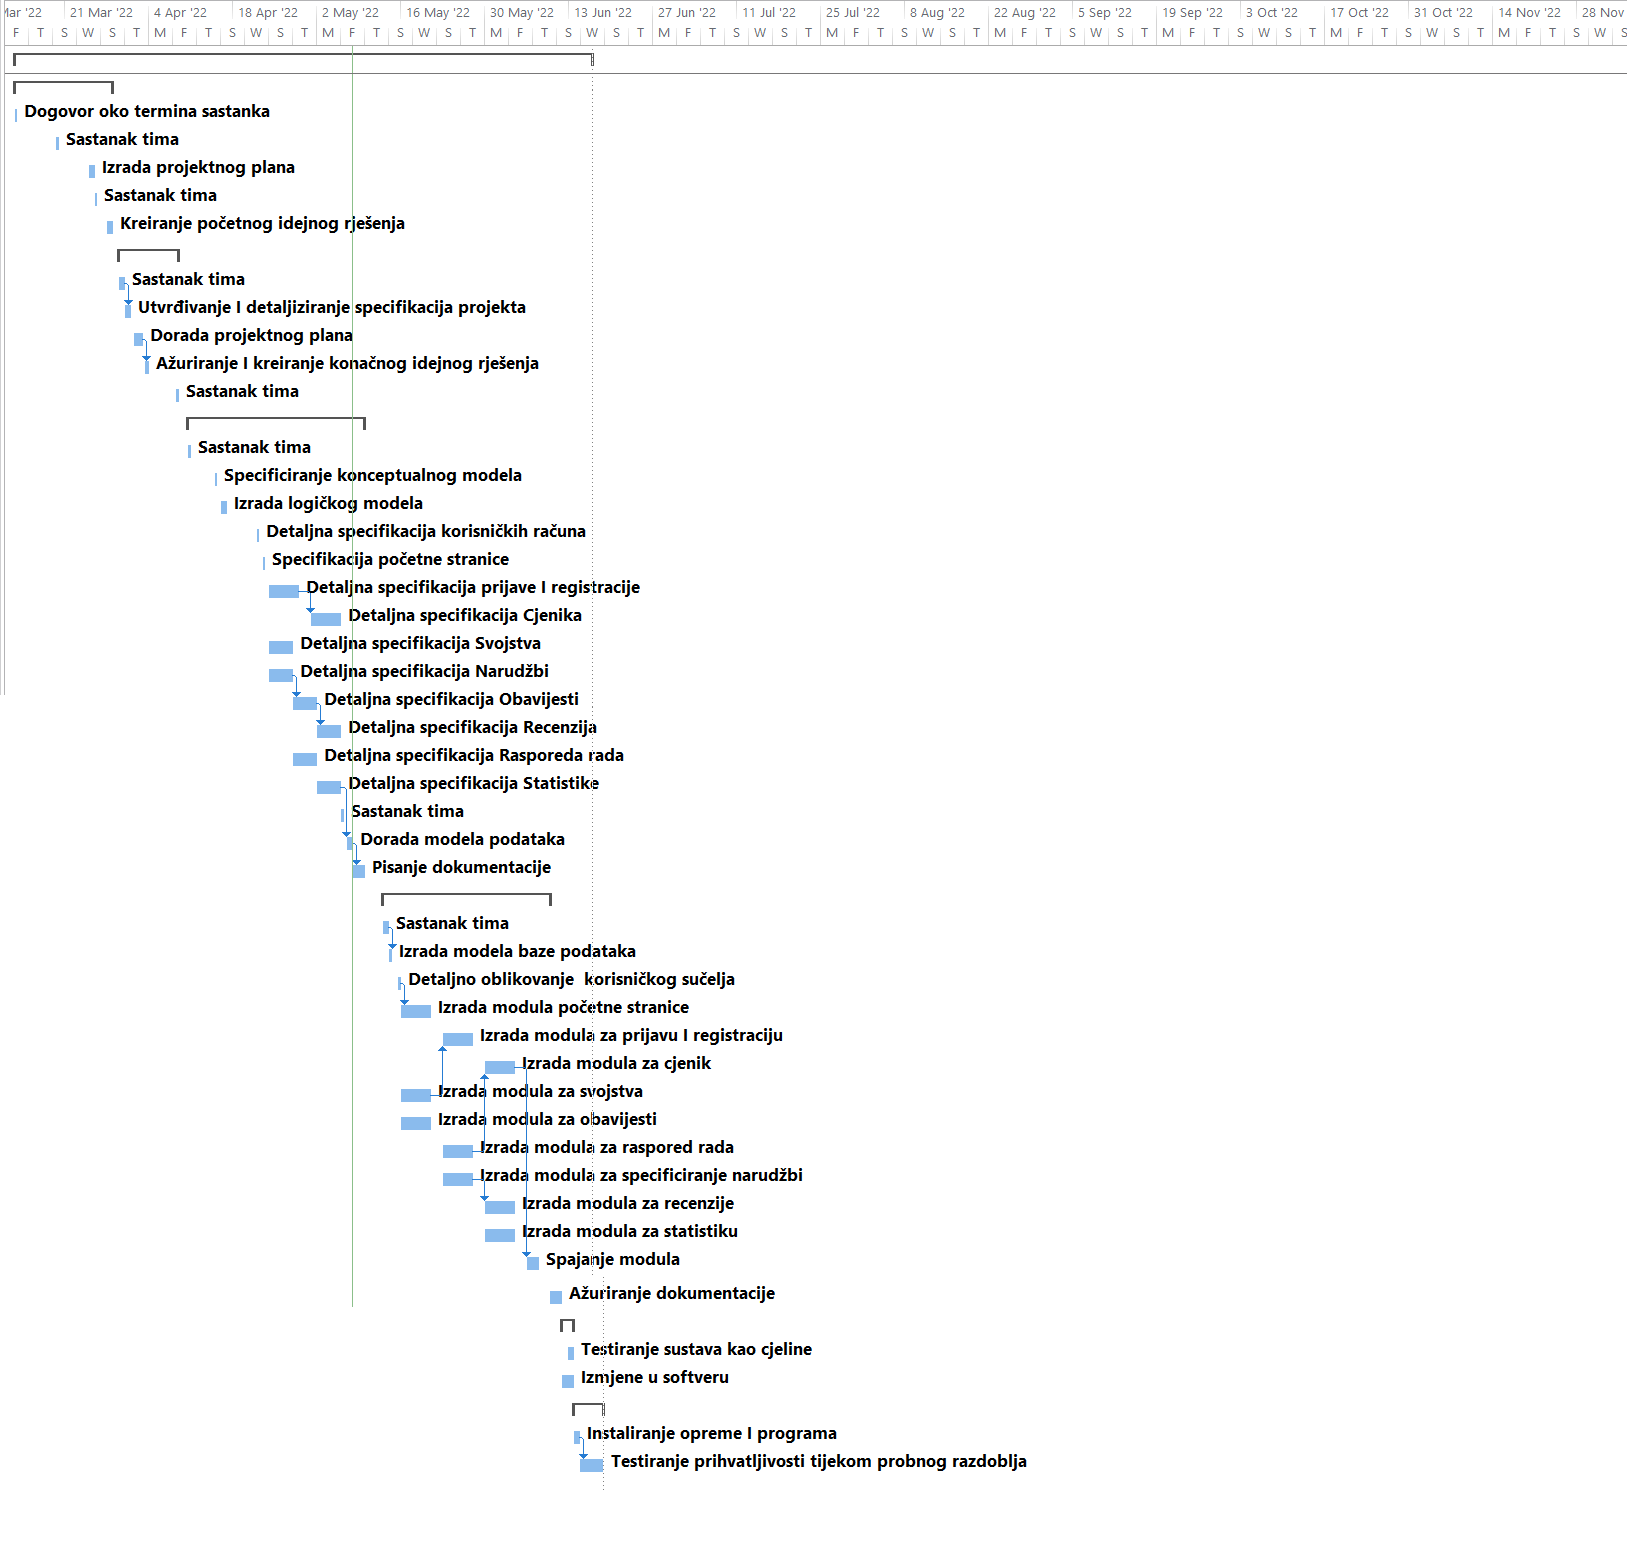 Mar '22 21 Mar '22 4 Apr '22 18 Apr '22 2 May '22 16 May '22 30 May '22 13 Jun '22 27 Jun '22 11 Jul '22 25 Jul '22 8 Aug '22 22 Aug '22 5 Sep '22 19 Sep '22 3 Oct '22 17 Oct '22 31 Oct '22 14 Nov '22 28 Nov
F T S W T M F T S W T M F T S W T M F T S W T M F T S W T M F T S W T M F T S W T M F T S W T M F T S W T M F T S W T M F T S W S
Dogovor oko termina sastanka
Sastanak tima
Izrada projektnog plana
Sastanak tima
Kreiranje početnog idejnog rješenja
Sastanak tima
Utvrđivanje I detaljiziranje specifikacija projekta
Dorada projektnog plana
Ažuriranje I kreiranje konačnog idejnog rješenja
Sastanak tima
Sastanak tima
Specificiranje konceptualnog modela
Izrada logičkog modela
Detaljna specifikacija korisničkih računa
Specifikacija početne stranice
Detaljna specifikacija prijave I registracije
Detaljna specifikacija Cjenika
Detaljna specifikacija Svojstva
Detaljna specifikacija Narudžbi
Detaljna specifikacija Obavijesti
Detaljna specifikacija Recenzija
Detaljna specifikacija Rasporeda rada
Detaljna specifikacija Statistike
Sastanak tima
Dorada modela podataka
Pisanje dokumentacije
Sastanak tima
Izrada modela baze podataka
Detaljno oblikovanje  korisničkog sučelja
Izrada modula početne stranice
Izrada modula za prijavu I registraciju
Izrada modula za cjenik
Izrada modula za svojstva
Izrada modula za obavijesti
Izrada modula za raspored rada
Izrada modula za specificiranje narudžbi
Izrada modula za recenzije
Izrada modula za statistiku
Spajanje modula
Ažuriranje dokumentacije
Testiranje sustava kao cjeline
Izmjene u softveru
Instaliranje opreme I programa
Testiranje prihvatljivosti tijekom probnog razdoblja